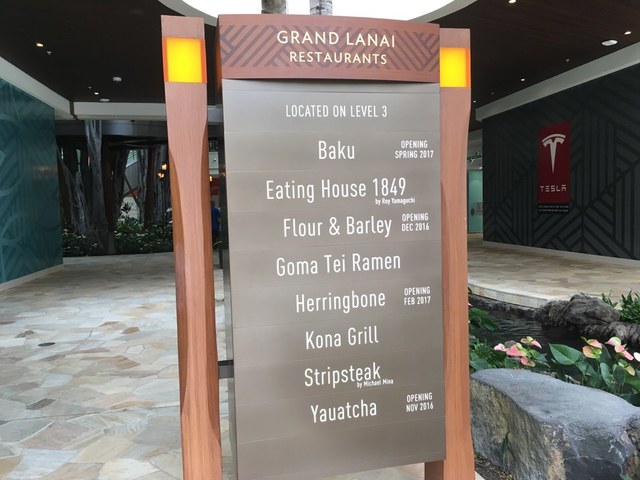 GRAND LANAI
RESTAURANTS
LOCATED ON LEVEL 3
Baku OPENING SPRING 2017
Eating House 1849
by Roy Yamaguchi
Flour & Barley OPENING DEC 2016
Goma Tei Ramen
Herringbone OPENING FEB 2017
Kona Grill
Stripsteak
by Michael Mina
Yauatcha OPENING NOV 2016
TESLA